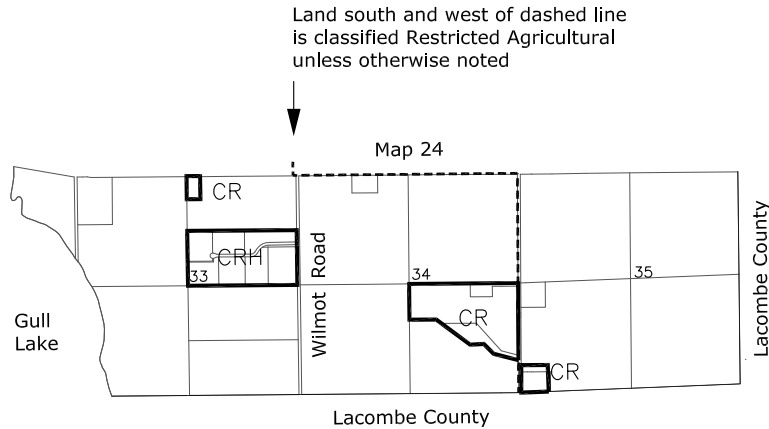 Land south and west of dashed line
is classified Restricted Agricultural
unless otherwise noted
Map 24
CR
CRH
33
Wilmot Road
34
35
CR
CR
Gull
Lake
Lacombe County
Lacombe County